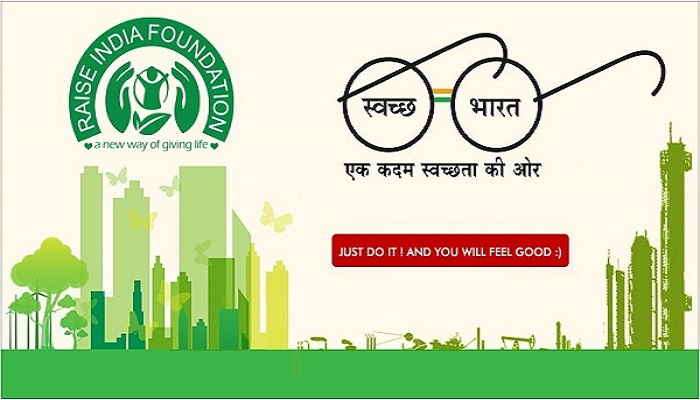 RAISE INDIA FOUNDATION
a new way of giving life
स्वच्छ भारत
एक कदम स्वच्छता की ओर
JUST DO IT ! AND YOU WILL FEEL GOOD :)